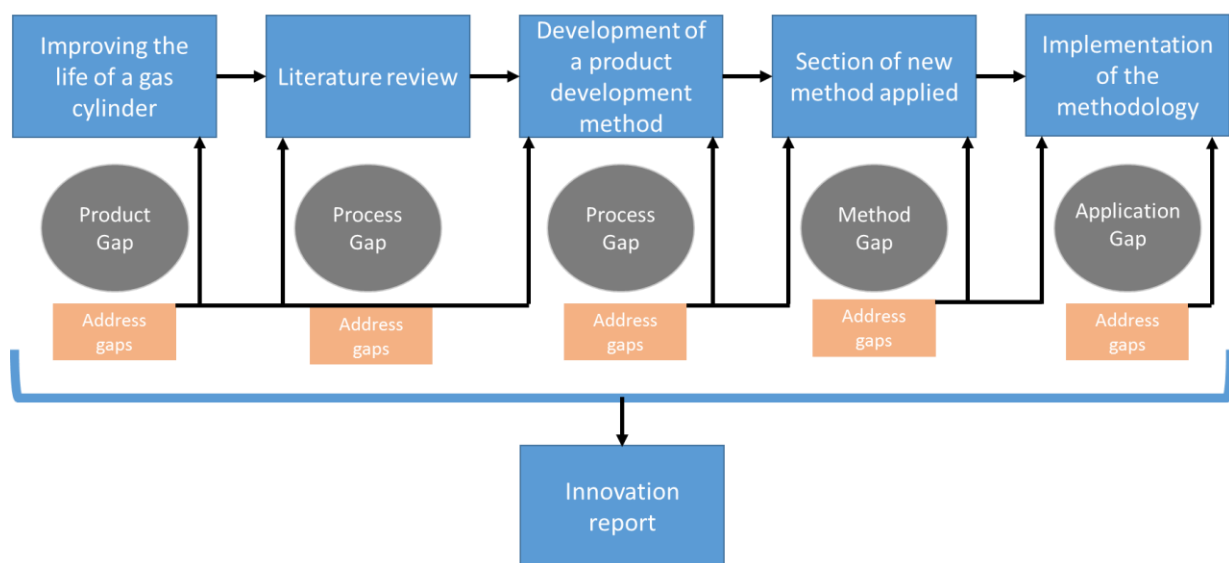 Improving the
life of a gas
cylinder
Literature review
Development of
a product
development
method
Section of new
method applied
Implementation
of the
methodology
Product
Gap
Process
Gap
Process
Gap
Method
Gap
Application
Gap
Address
gaps
Address
gaps
Address
gaps
Address
gaps
Address
gaps
Innovation
report